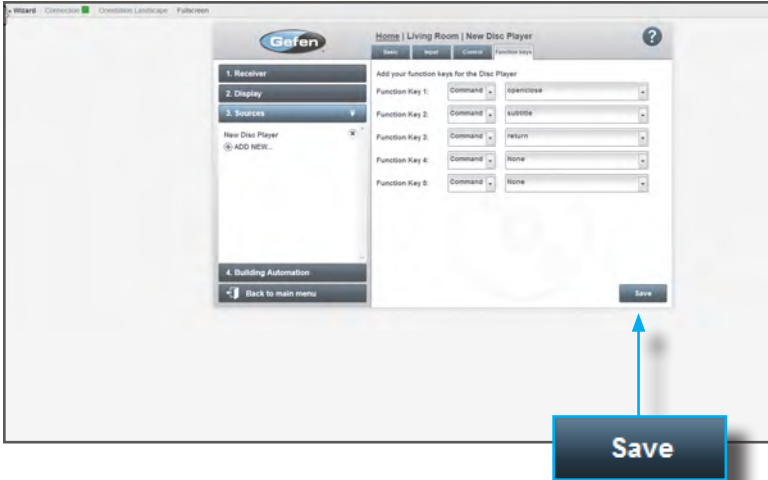 Wizard Connection Orientation Landscape Fullscreen
Gefen
Home | Living Room | New Disc Player
?
Basic Input Control Function keys
1. Receiver
2. Display
3. Sources
New Disc Player
ADD NEW...
4. Building Automation
Back to main menu
Add your function keys for the Disc Player
Function Key 1: Command openclose
Function Key 2: Command subtitle
Function Key 3: Command return
Function Key 4: Command None
Function Key 5: Command None
Save
Save